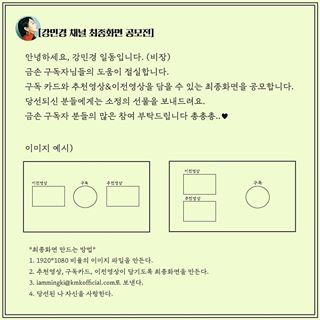 [강민경 채널 최종화면 공모전]
안녕하세요, 강민경 일동입니다. (비장)
금손 구독자님들의 도움이 절실합니다.
구독 카드와 추천영상&이전영상을 담을 수 있는 최종화면을 공모합니다.
당선되신 분들에게는 소정의 선물을 보내드려요.
금손 구독자 분들의 많은 참여 부탁드립니다 총총총..♥
이미지 예시)
이전영상 구독 추천영상
이전영상
추천영상
구독
*최종화면 만드는 방법*
1. 1920*1080 비율의 이미지 파일을 만든다.
2. 추천영상, 구독카드, 이전영상이 담기도록 최종화면을 만든다.
3. iammingki@kmkofficial.com로 보낸다.
4. 당선된 나 자신을 사랑한다.